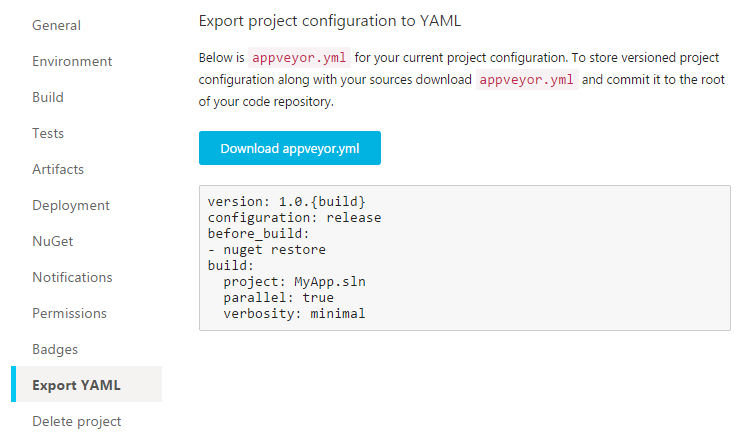 General
Environment
Build
Tests
Artifacts
Deployment
NuGet
Notifications
Permissions
Badges
Export YAML
Delete project
Export project configuration to YAML
Below is appveyor.yml for your current project configuration. To store versioned project
configuration along with your sources download appveyor.yml and commit it to the root
of your code repository.
Download appveyor.yml
version: 1.0.{build}
configuration: release
before_build:
- nuget restore
build:
  project: MyApp.sln
  parallel: true
  verbosity: minimal